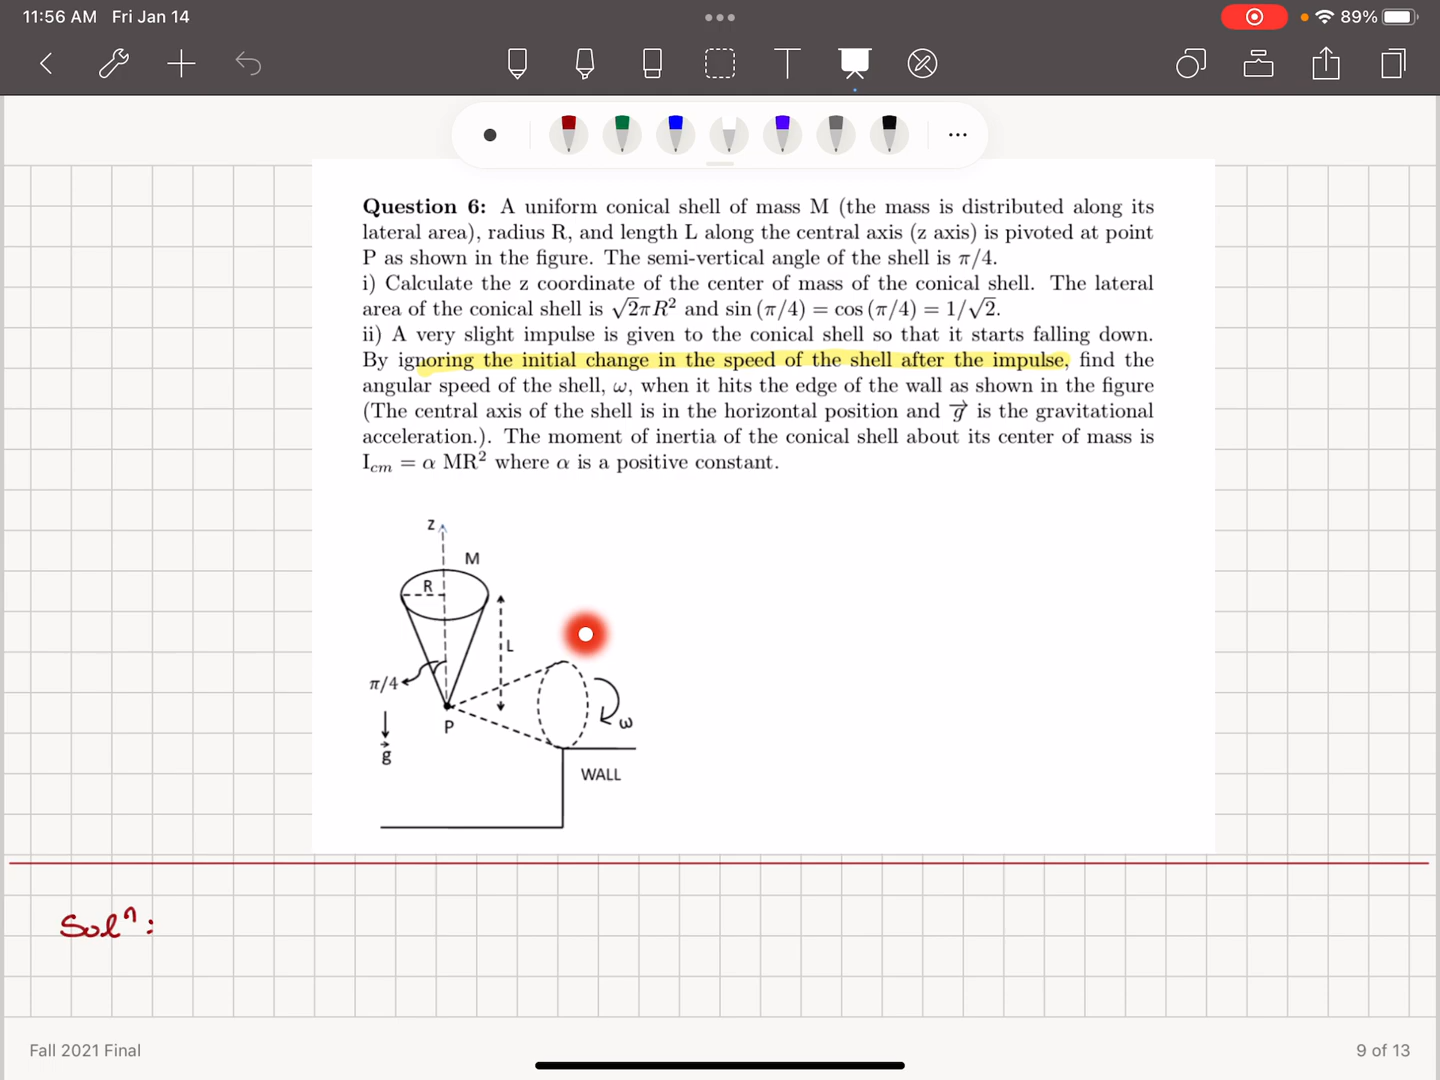 11:56 AM Fri Jan 14
89%
Question 6: A uniform conical shell of mass M (the mass is distributed along its
lateral area), radius R, and length L along the central axis (z axis) is pivoted at point
P as shown in the figure. The semi-vertical angle of the shell is π/4.
i) Calculate the z coordinate of the center of mass of the conical shell. The lateral
area of the conical shell is √2πR² and sin (π/4) = cos (π/4) = 1/√2.
ii) A very slight impulse is given to the conical shell so that it starts falling down.
By ignoring the initial change in the speed of the shell after the impulse, find the
angular speed of the shell, ω, when it hits the edge of the wall as shown in the figure
(The central axis of the shell is in the horizontal position and g⃗ is the gravitational
acceleration.). The moment of inertia of the conical shell about its center of mass is
I_cm = α MR² where α is a positive constant.
z
M
R
L
π/4
P
ω
g⃗
WALL
Solⁿ:
Fall 2021 Final
9 of 13